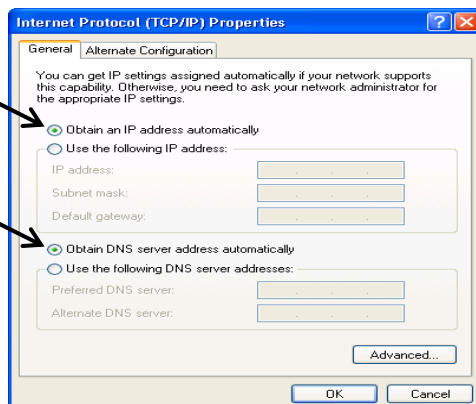 Internet Protocol (TCP/IP) Properties
General
Alternate Configuration
You can get IP settings assigned automatically if your network supports
this capability. Otherwise, you need to ask your network administrator for
the appropriate IP settings.
Obtain an IP address automatically
Use the following IP address:
IP address:
Subnet mask:
Default gateway:
Obtain DNS server address automatically
Use the following DNS server addresses:
Preferred DNS server:
Alternate DNS server:
Advanced...
OK
Cancel